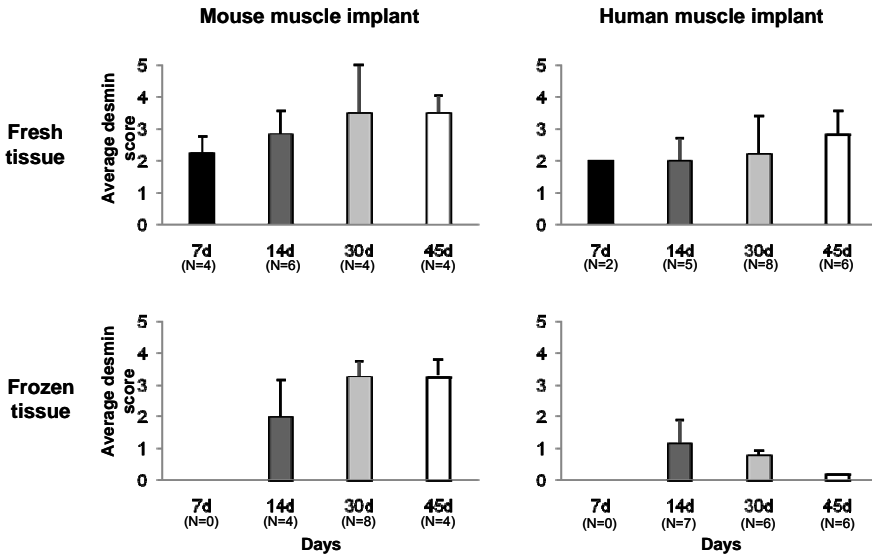 Mouse muscle implant
Human muscle implant
Fresh
tissue
Average desmin
score
5
4
3
2
1
0
7d
14d
30d
45d
(N=4)
(N=6)
(N=4)
(N=4)
5
4
3
2
1
0
7d
14d
30d
45d
(N=2)
(N=5)
(N=8)
(N=6)
Frozen
tissue
Average desmin
score
5
4
3
2
1
0
7d
14d
30d
45d
(N=0)
(N=4)
(N=8)
(N=4)
Days
5
4
3
2
1
0
7d
14d
30d
45d
(N=0)
(N=7)
(N=6)
(N=6)
Days